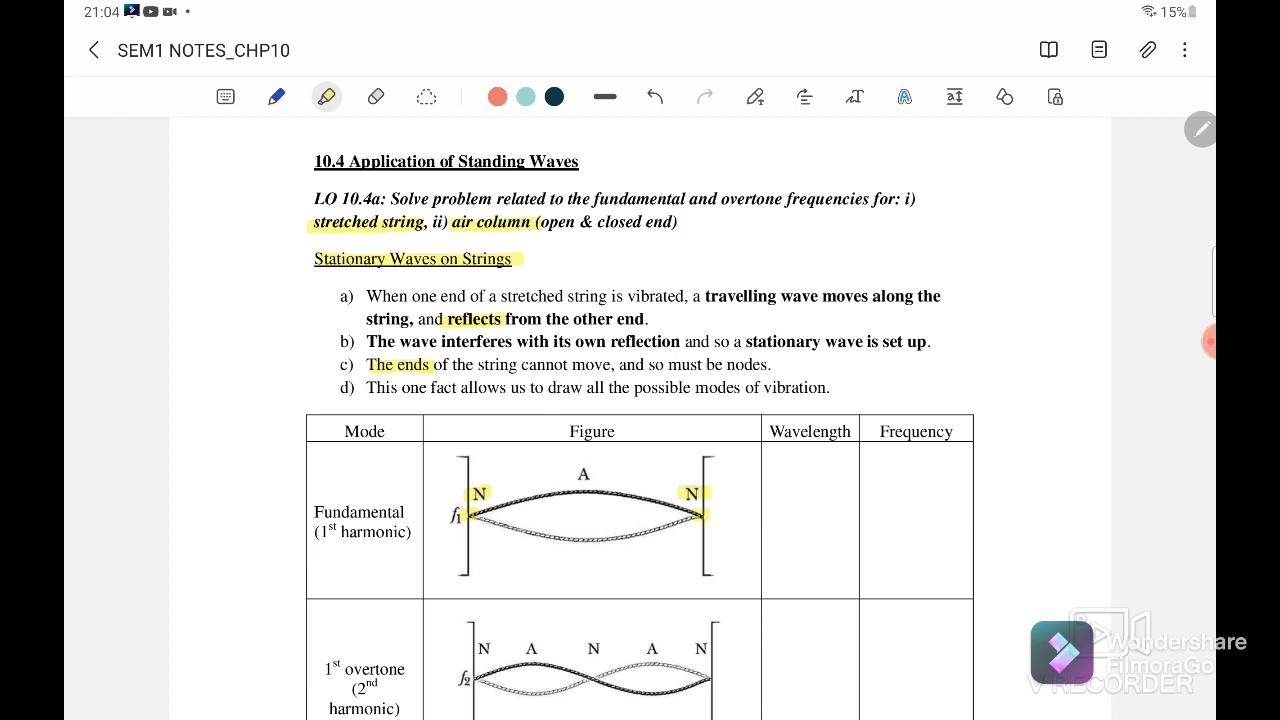 21:04
15%
SEM1 NOTES_CHP10
10.4 Application of Standing Waves
LO 10.4a: Solve problem related to the fundamental and overtone frequencies for: i)
stretched string, ii) air column (open & closed end)
Stationary Waves on Strings
a) When one end of a stretched string is vibrated, a travelling wave moves along the
string, and reflects from the other end.
b) The wave interferes with its own reflection and so a stationary wave is set up.
c) The ends of the string cannot move, and so must be nodes.
d) This one fact allows us to draw all the possible modes of vibration.
Mode Figure Wavelength Frequency
A
N N
Fundamental
(1st harmonic)
f1
N A N A N
1st overtone
(2nd
harmonic)
f2
Wondershare
FilmoraGo
V RECORDER